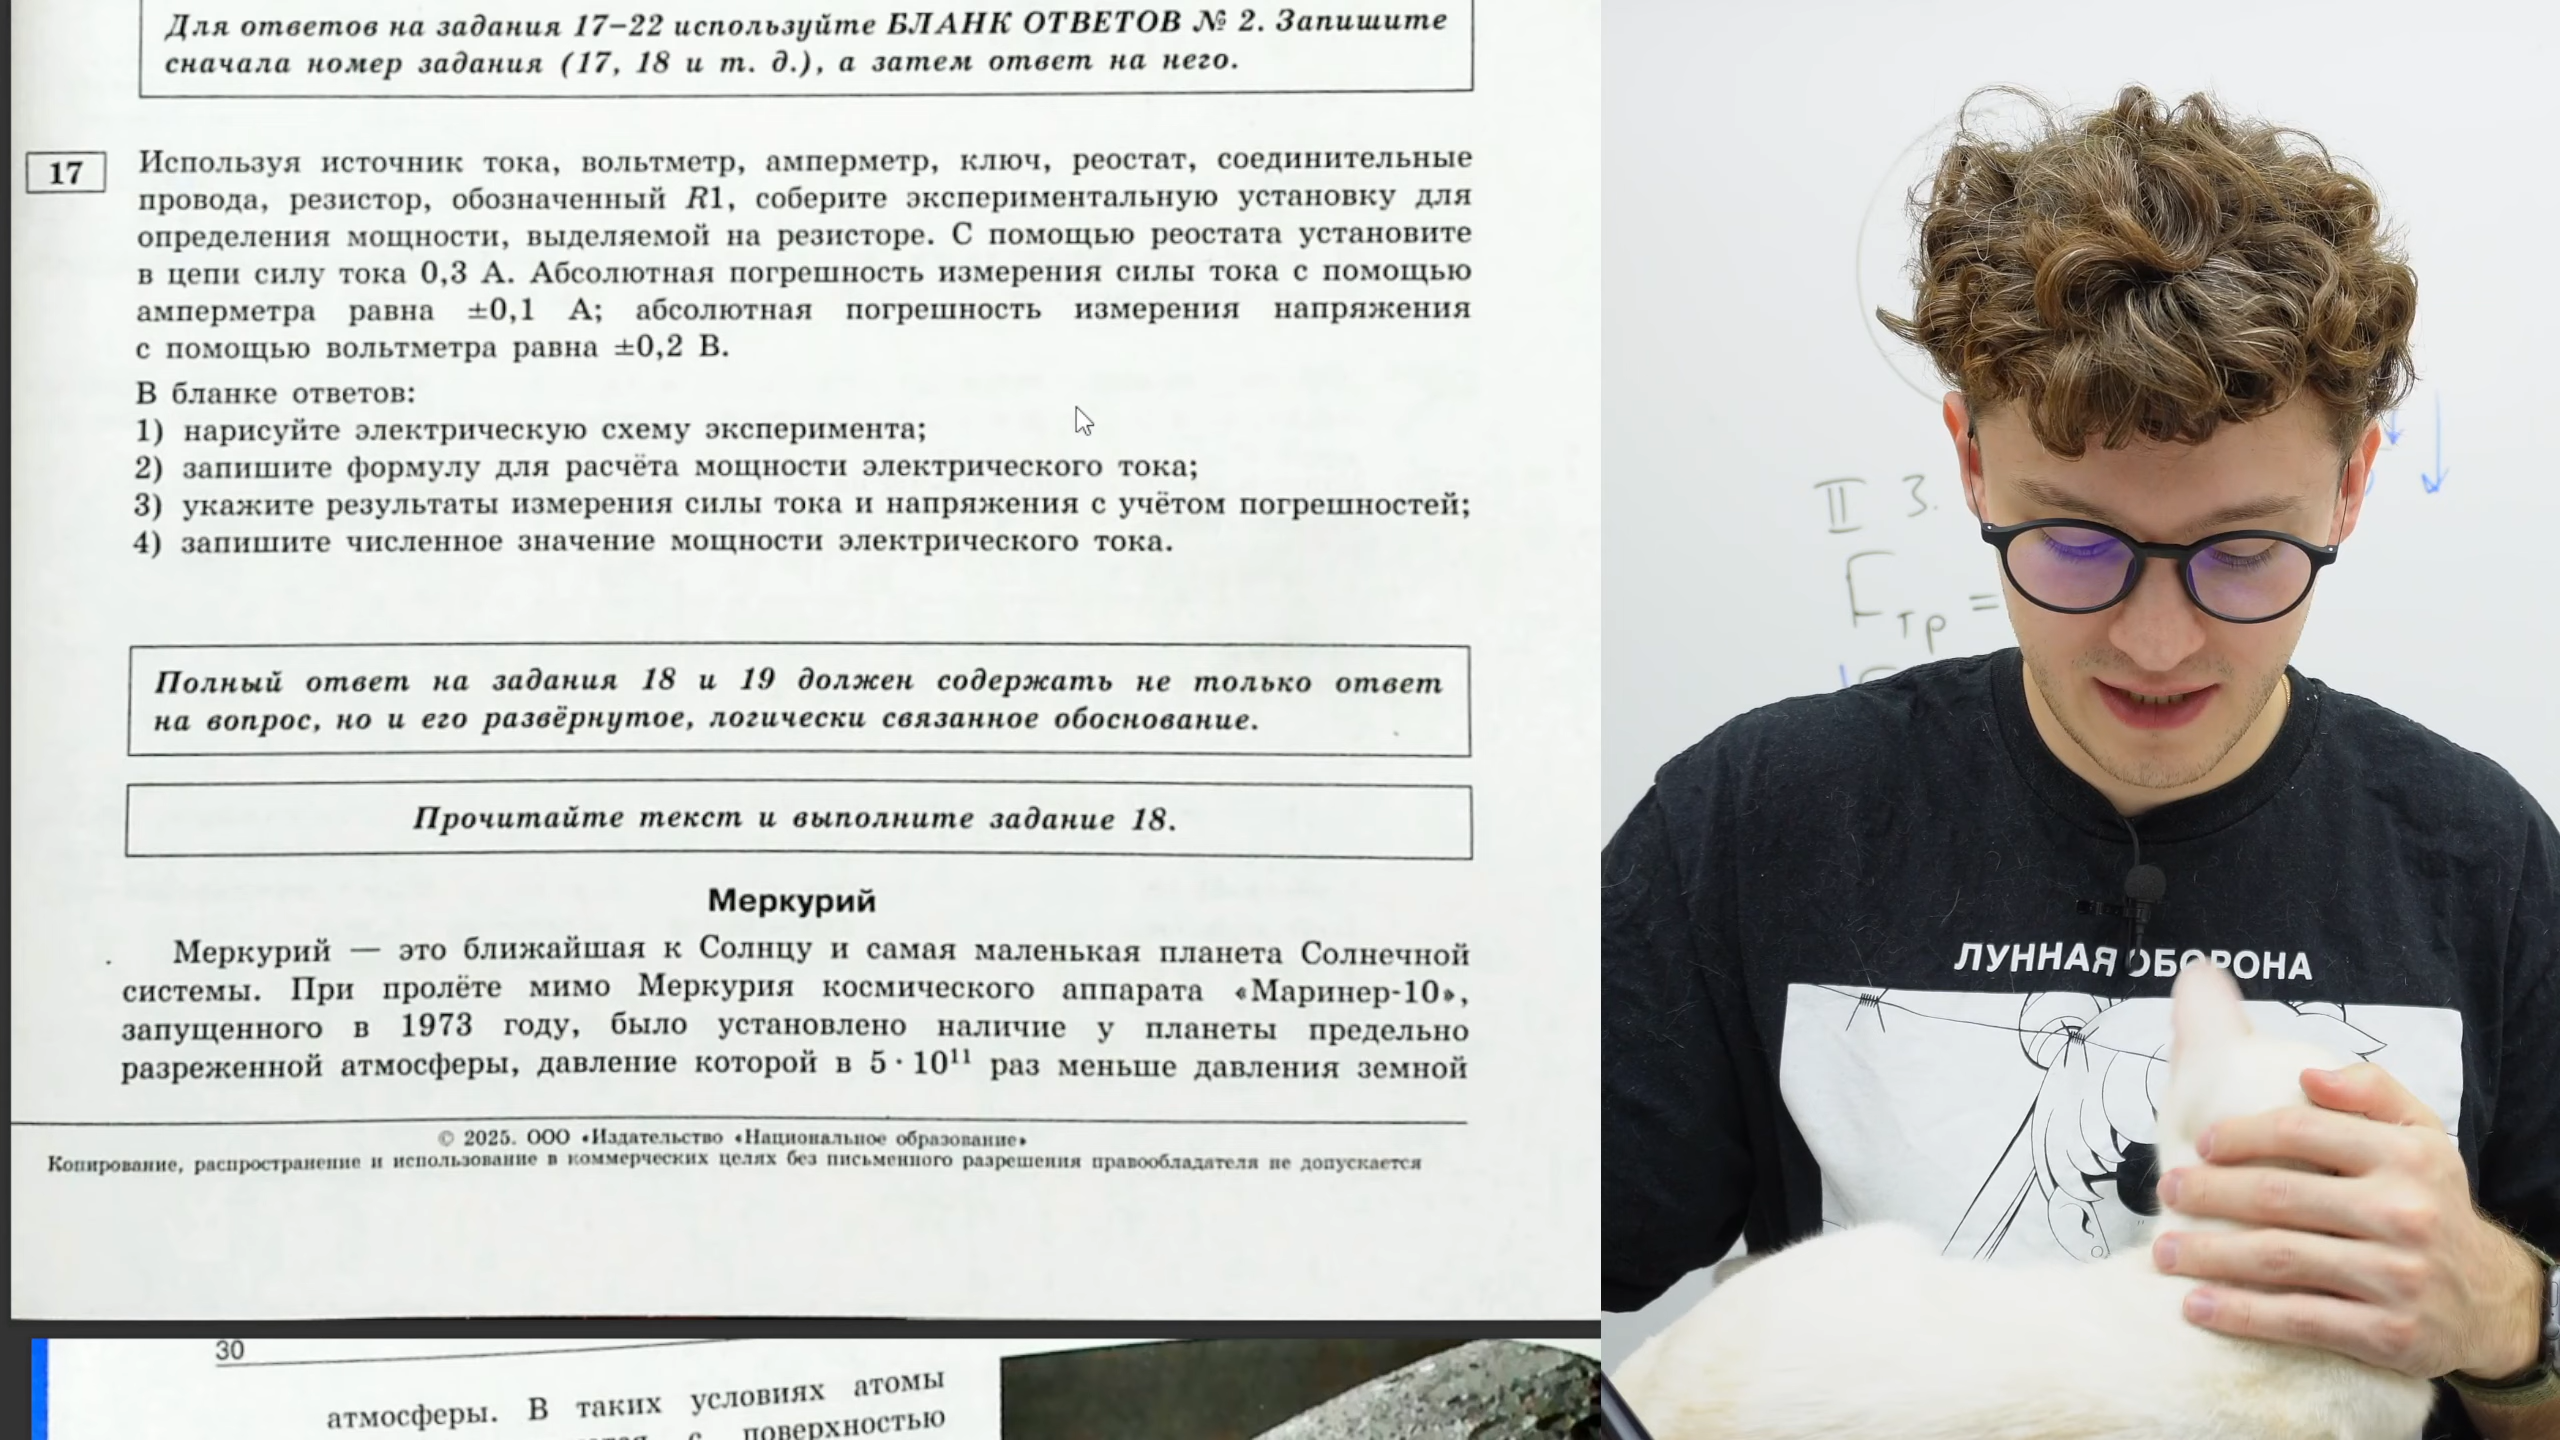 Для ответов на задания 17–22 используйте БЛАНК ОТВЕТОВ № 2. Запишите
сначала номер задания (17, 18 и т. д.), а затем ответ на него.
17
Используя источник тока, вольтметр, амперметр, ключ, реостат, соединительные
провода, резистор, обозначенный R1, соберите экспериментальную установку для
определения мощности, выделяемой на резисторе. С помощью реостата установите
в цепи силу тока 0,3 А. Абсолютная погрешность измерения силы тока с помощью
амперметра равна ±0,1 А; абсолютная погрешность измерения напряжения
с помощью вольтметра равна ±0,2 В.
В бланке ответов:
1) нарисуйте электрическую схему эксперимента;
2) запишите формулу для расчёта мощности электрического тока;
3) укажите результаты измерения силы тока и напряжения с учётом погрешностей;
4) запишите численное значение мощности электрического тока.
Полный ответ на задания 18 и 19 должен содержать не только ответ
на вопрос, но и его развёрнутое, логически связанное обоснование.
Прочитайте текст и выполните задание 18.
Меркурий
Меркурий — это ближайшая к Солнцу и самая маленькая планета Солнечной
системы. При пролёте мимо Меркурия космического аппарата «Маринер-10»,
запущенного в 1973 году, было установлено наличие у планеты предельно
разреженной атмосферы, давление которой в 5 · 10¹¹ раз меньше давления земной
© 2025. ООО «Издательство «Национальное образование»
Копирование, распространение и использование в коммерческих целях без письменного разрешения правообладателя не допускается
30
атмосферы. В таких условиях атомы
с поверхностью
II 3.
Fтр =
ЛУННАЯ ОБОРОНА